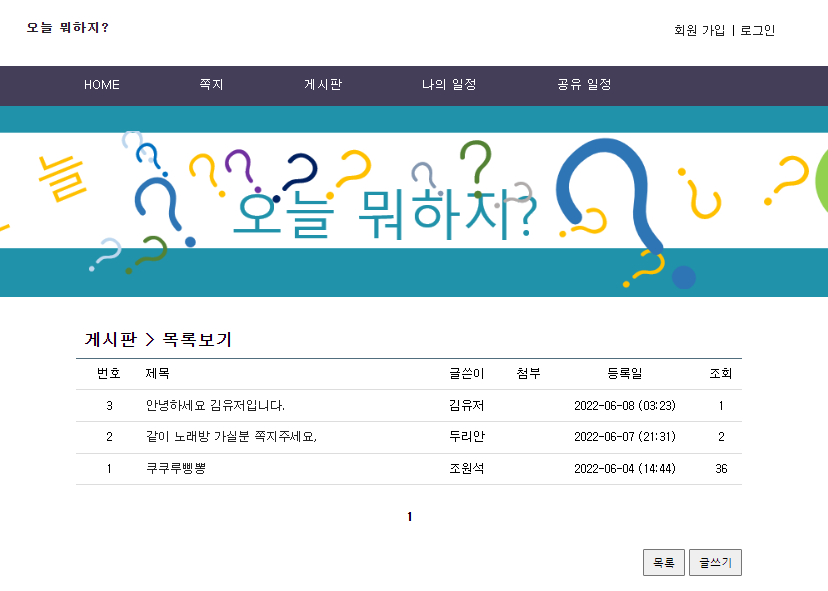 오늘 뭐하지?
회원 가입 | 로그인
HOME 쪽지 게시판 나의 일정 공유 일정
늘
오늘 뭐하지?
게시판 > 목록보기
번호 제목 글쓴이 첨부 등록일 조회
3 안녕하세요 김유저입니다. 김유저 2022-06-08 (03:23) 1
2 같이 노래방 가실분 쪽지주세요, 두리안 2022-06-07 (21:31) 2
1 쿠쿠루삥뽕 조원석 2022-06-04 (14:44) 36
1
목록 글쓰기